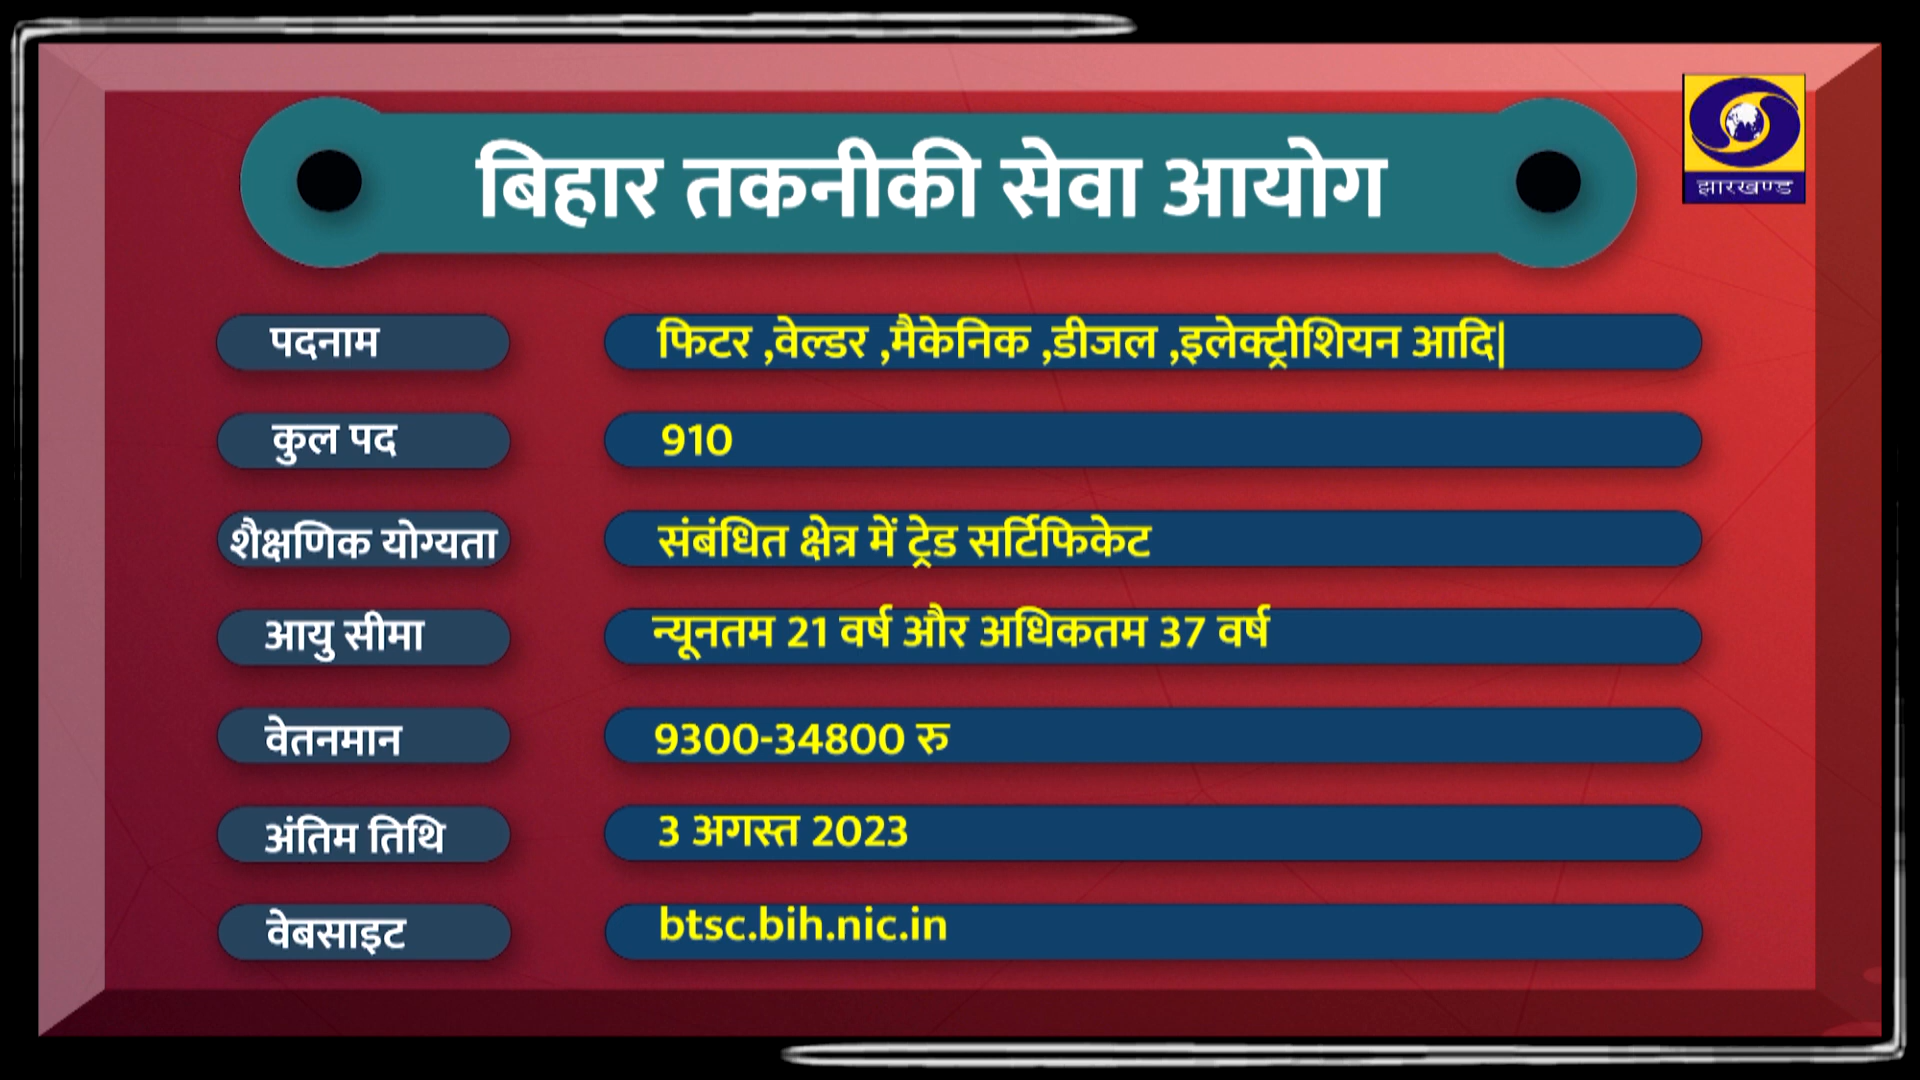 बिहार तकनीकी सेवा आयोग
झारखण्ड
पदनाम फिटर ,वेल्डर ,मैकेनिक ,डीजल ,इलेक्ट्रीशियन आदि|
कुल पद 910
शैक्षणिक योग्यता संबंधित क्षेत्र में ट्रेड सर्टिफिकेट
आयु सीमा न्यूनतम 21 वर्ष और अधिकतम 37 वर्ष
वेतनमान 9300-34800 रु
अंतिम तिथि 3 अगस्त 2023
वेबसाइट btsc.bih.nic.in